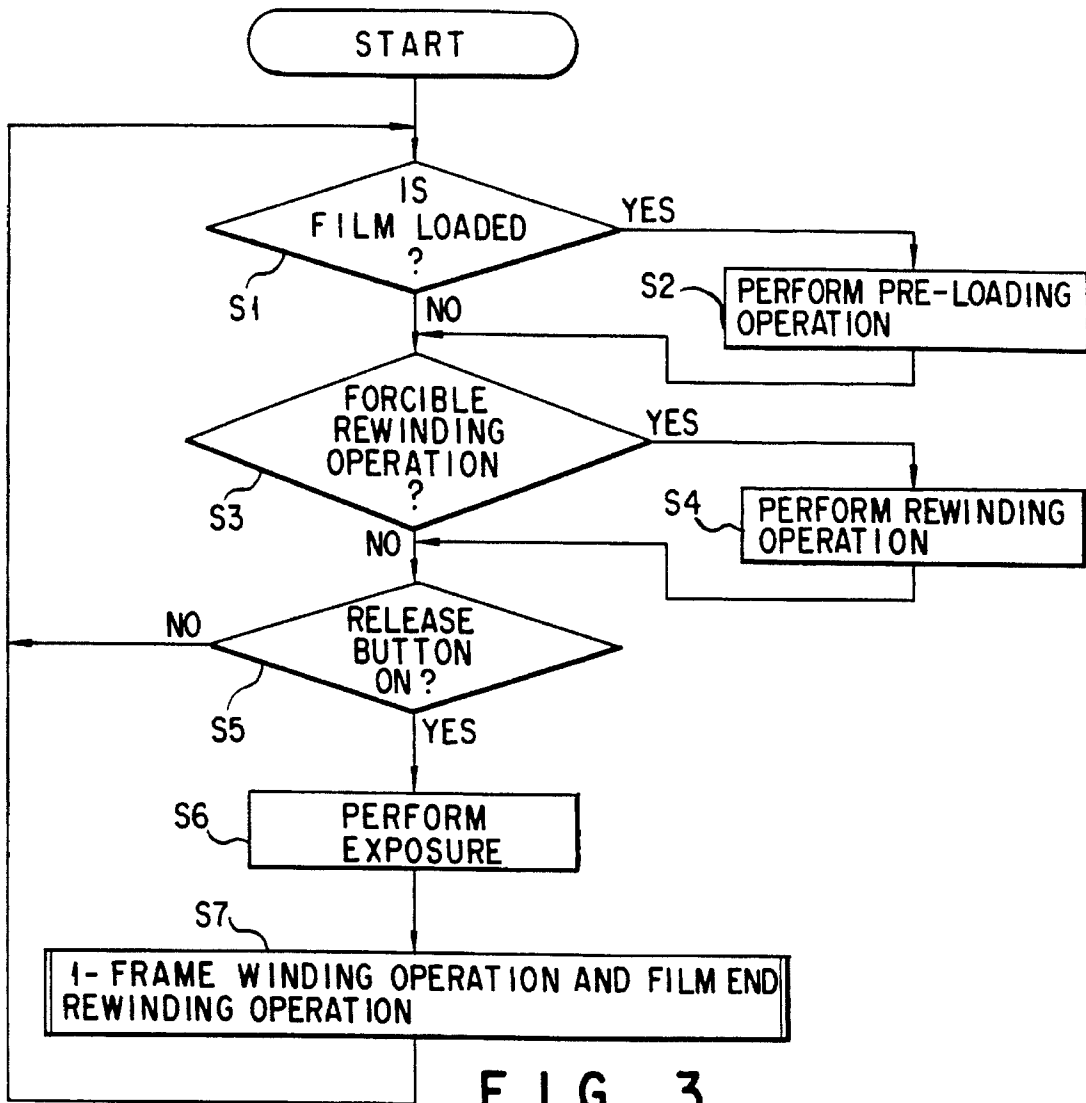 START
IS
FILM LOADED
?
YES
S1
NO
S2
PERFORM PRE-LOADING
OPERATION
FORCIBLE
REWINDING
OPERATION
?
YES
S3
NO
S4
PERFORM REWINDING
OPERATION
NO
RELEASE
BUTTON
ON?
S5
YES
S6
PERFORM
EXPOSURE
S7
1-FRAME WINDING OPERATION AND FILM END
REWINDING OPERATION
FIG. 3